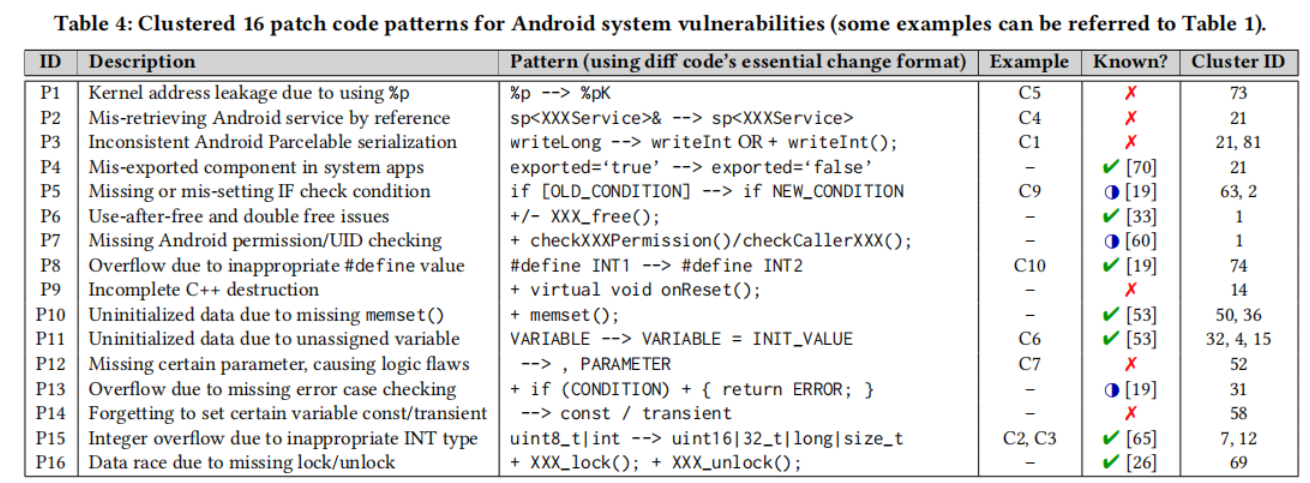 Table 4: Clustered 16 patch code patterns for Android system vulnerabilities (some examples can be referred to Table 1).
ID Description Pattern (using diff code's essential change format) Example Known? Cluster ID
P1 Kernel address leakage due to using %p %p --> %pK C5 ✗ 73
P2 Mis-retrieving Android service by reference sp<XXXService>& --> sp<XXXService> C4 ✗ 21
P3 Inconsistent Android Parcelable serialization writeLong --> writeInt OR + writeInt(); C1 ✗ 21, 81
P4 Mis-exported component in system apps exported=‘true’ --> exported=‘false’ – ✔ [70] 21
P5 Missing or mis-setting IF check condition if [OLD_CONDITION] --> if NEW_CONDITION C9 ◑ [19] 63, 2
P6 Use-after-free and double free issues +/- XXX_free(); – ✔ [33] 1
P7 Missing Android permission/UID checking + checkXXXPermission()/checkCallerXXX(); – ◑ [60] 1
P8 Overflow due to inappropriate #define value #define INT1 --> #define INT2 C10 ✔ [19] 74
P9 Incomplete C++ destruction + virtual void onReset(); – ✗ 14
P10 Uninitialized data due to missing memset() + memset(); – ✔ [53] 50, 36
P11 Uninitialized data due to unassigned variable VARIABLE --> VARIABLE = INIT_VALUE C6 ✔ [53] 32, 4, 15
P12 Missing certain parameter, causing logic flaws --> , PARAMETER C7 ✗ 52
P13 Overflow due to missing error case checking + if (CONDITION) + { return ERROR; } – ◑ [19] 31
P14 Forgetting to set certain variable const/transient --> const / transient – ✗ 58
P15 Integer overflow due to inappropriate INT type uint8_t|int --> uint16|32_t|long|size_t C2, C3 ✔ [65] 7, 12
P16 Data race due to missing lock/unlock + XXX_lock(); + XXX_unlock(); – ✔ [26] 69